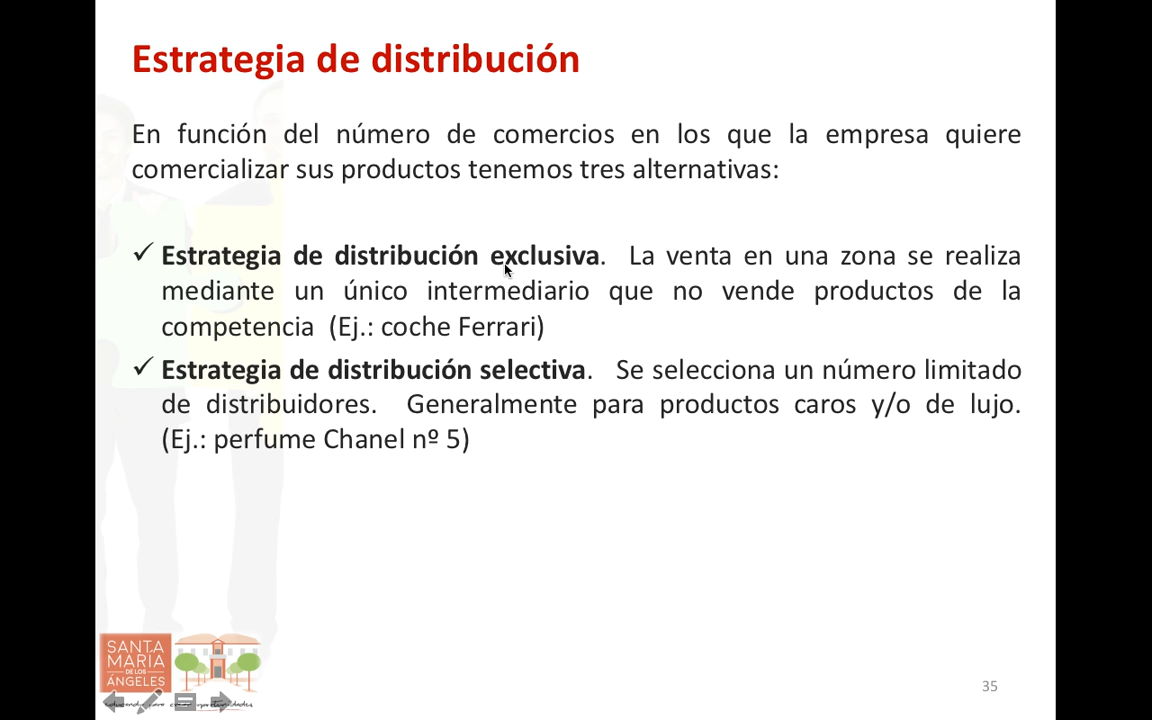 Estrategia de distribución
En función del número de comercios en los que la empresa quiere
comercializar sus productos tenemos tres alternativas:
✓ Estrategia de distribución exclusiva. La venta en una zona se realiza
mediante un único intermediario que no vende productos de la
competencia (Ej.: coche Ferrari)
✓ Estrategia de distribución selectiva. Se selecciona un número limitado
de distribuidores. Generalmente para productos caros y/o de lujo.
(Ej.: perfume Chanel nº 5)
SANTA
MARIA
DE LOS
ÁNGELES
35